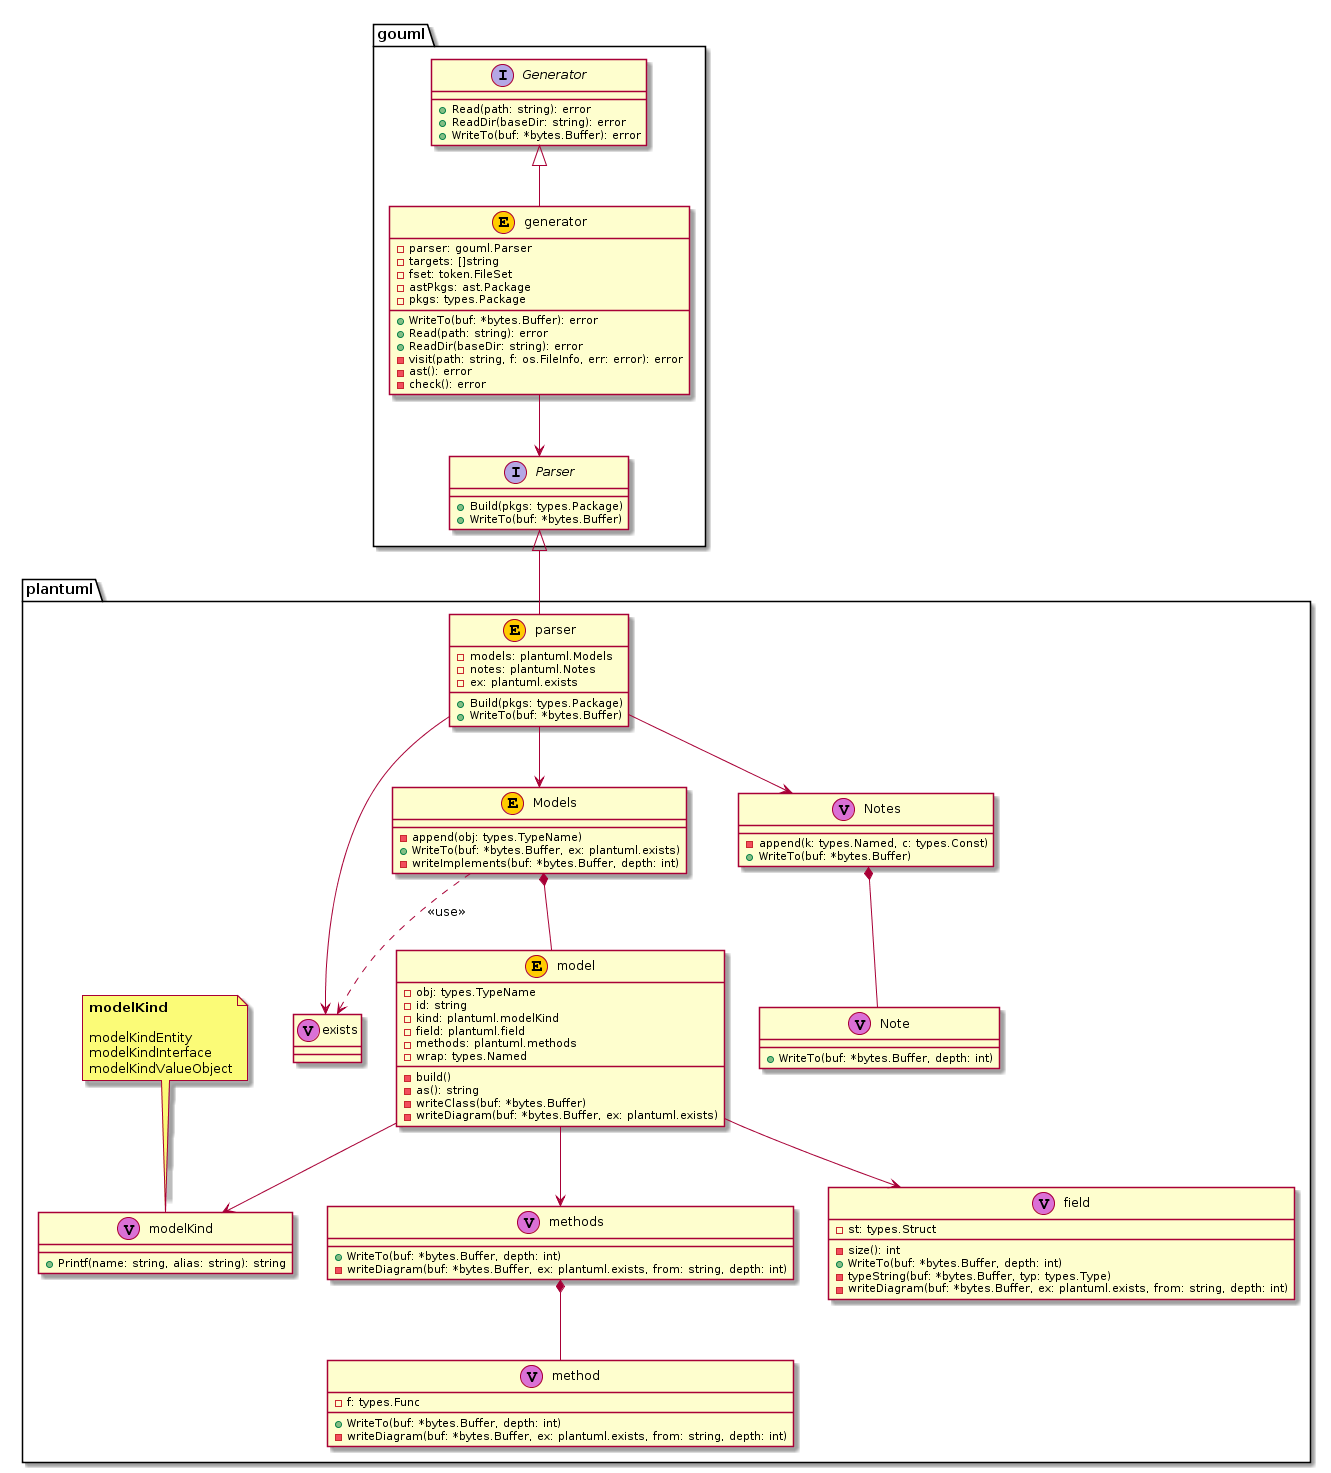 gouml
I Generator
Read(path: string): error
ReadDir(baseDir: string): error
WriteTo(buf: *bytes.Buffer): error
E generator
parser: gouml.Parser
targets: []string
fset: token.FileSet
astPkgs: ast.Package
pkgs: types.Package
WriteTo(buf: *bytes.Buffer): error
Read(path: string): error
ReadDir(baseDir: string): error
visit(path: string, f: os.FileInfo, err: error): error
ast(): error
check(): error
I Parser
Build(pkgs: types.Package)
WriteTo(buf: *bytes.Buffer)
plantuml
E parser
models: plantuml.Models
notes: plantuml.Notes
ex: plantuml.exists
Build(pkgs: types.Package)
WriteTo(buf: *bytes.Buffer)
E Models
append(obj: types.TypeName)
WriteTo(buf: *bytes.Buffer, ex: plantuml.exists)
writeImplements(buf: *bytes.Buffer, depth: int)
V Notes
append(k: types.Named, c: types.Const)
WriteTo(buf: *bytes.Buffer)
«use»
modelKind
modelKindEntity
modelKindInterface
modelKindValueObject
V exists
E model
obj: types.TypeName
id: string
kind: plantuml.modelKind
field: plantuml.field
methods: plantuml.methods
wrap: types.Named
build()
as(): string
writeClass(buf: *bytes.Buffer)
writeDiagram(buf: *bytes.Buffer, ex: plantuml.exists)
V Note
WriteTo(buf: *bytes.Buffer, depth: int)
V modelKind
Printf(name: string, alias: string): string
V methods
WriteTo(buf: *bytes.Buffer, depth: int)
writeDiagram(buf: *bytes.Buffer, ex: plantuml.exists, from: string, depth: int)
V field
st: types.Struct
size(): int
WriteTo(buf: *bytes.Buffer, depth: int)
typeString(buf: *bytes.Buffer, typ: types.Type)
writeDiagram(buf: *bytes.Buffer, ex: plantuml.exists, from: string, depth: int)
V method
f: types.Func
WriteTo(buf: *bytes.Buffer, depth: int)
writeDiagram(buf: *bytes.Buffer, ex: plantuml.exists, from: string, depth: int)